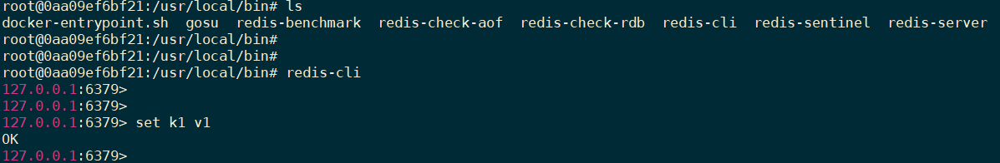 root@0aa09ef6bf21:/usr/local/bin# ls
docker-entrypoint.sh  gosu  redis-benchmark  redis-check-aof  redis-check-rdb  redis-cli  redis-sentinel  redis-server
root@0aa09ef6bf21:/usr/local/bin#
root@0aa09ef6bf21:/usr/local/bin#
root@0aa09ef6bf21:/usr/local/bin# redis-cli
127.0.0.1:6379>
127.0.0.1:6379>
127.0.0.1:6379> set k1 v1
OK
127.0.0.1:6379>